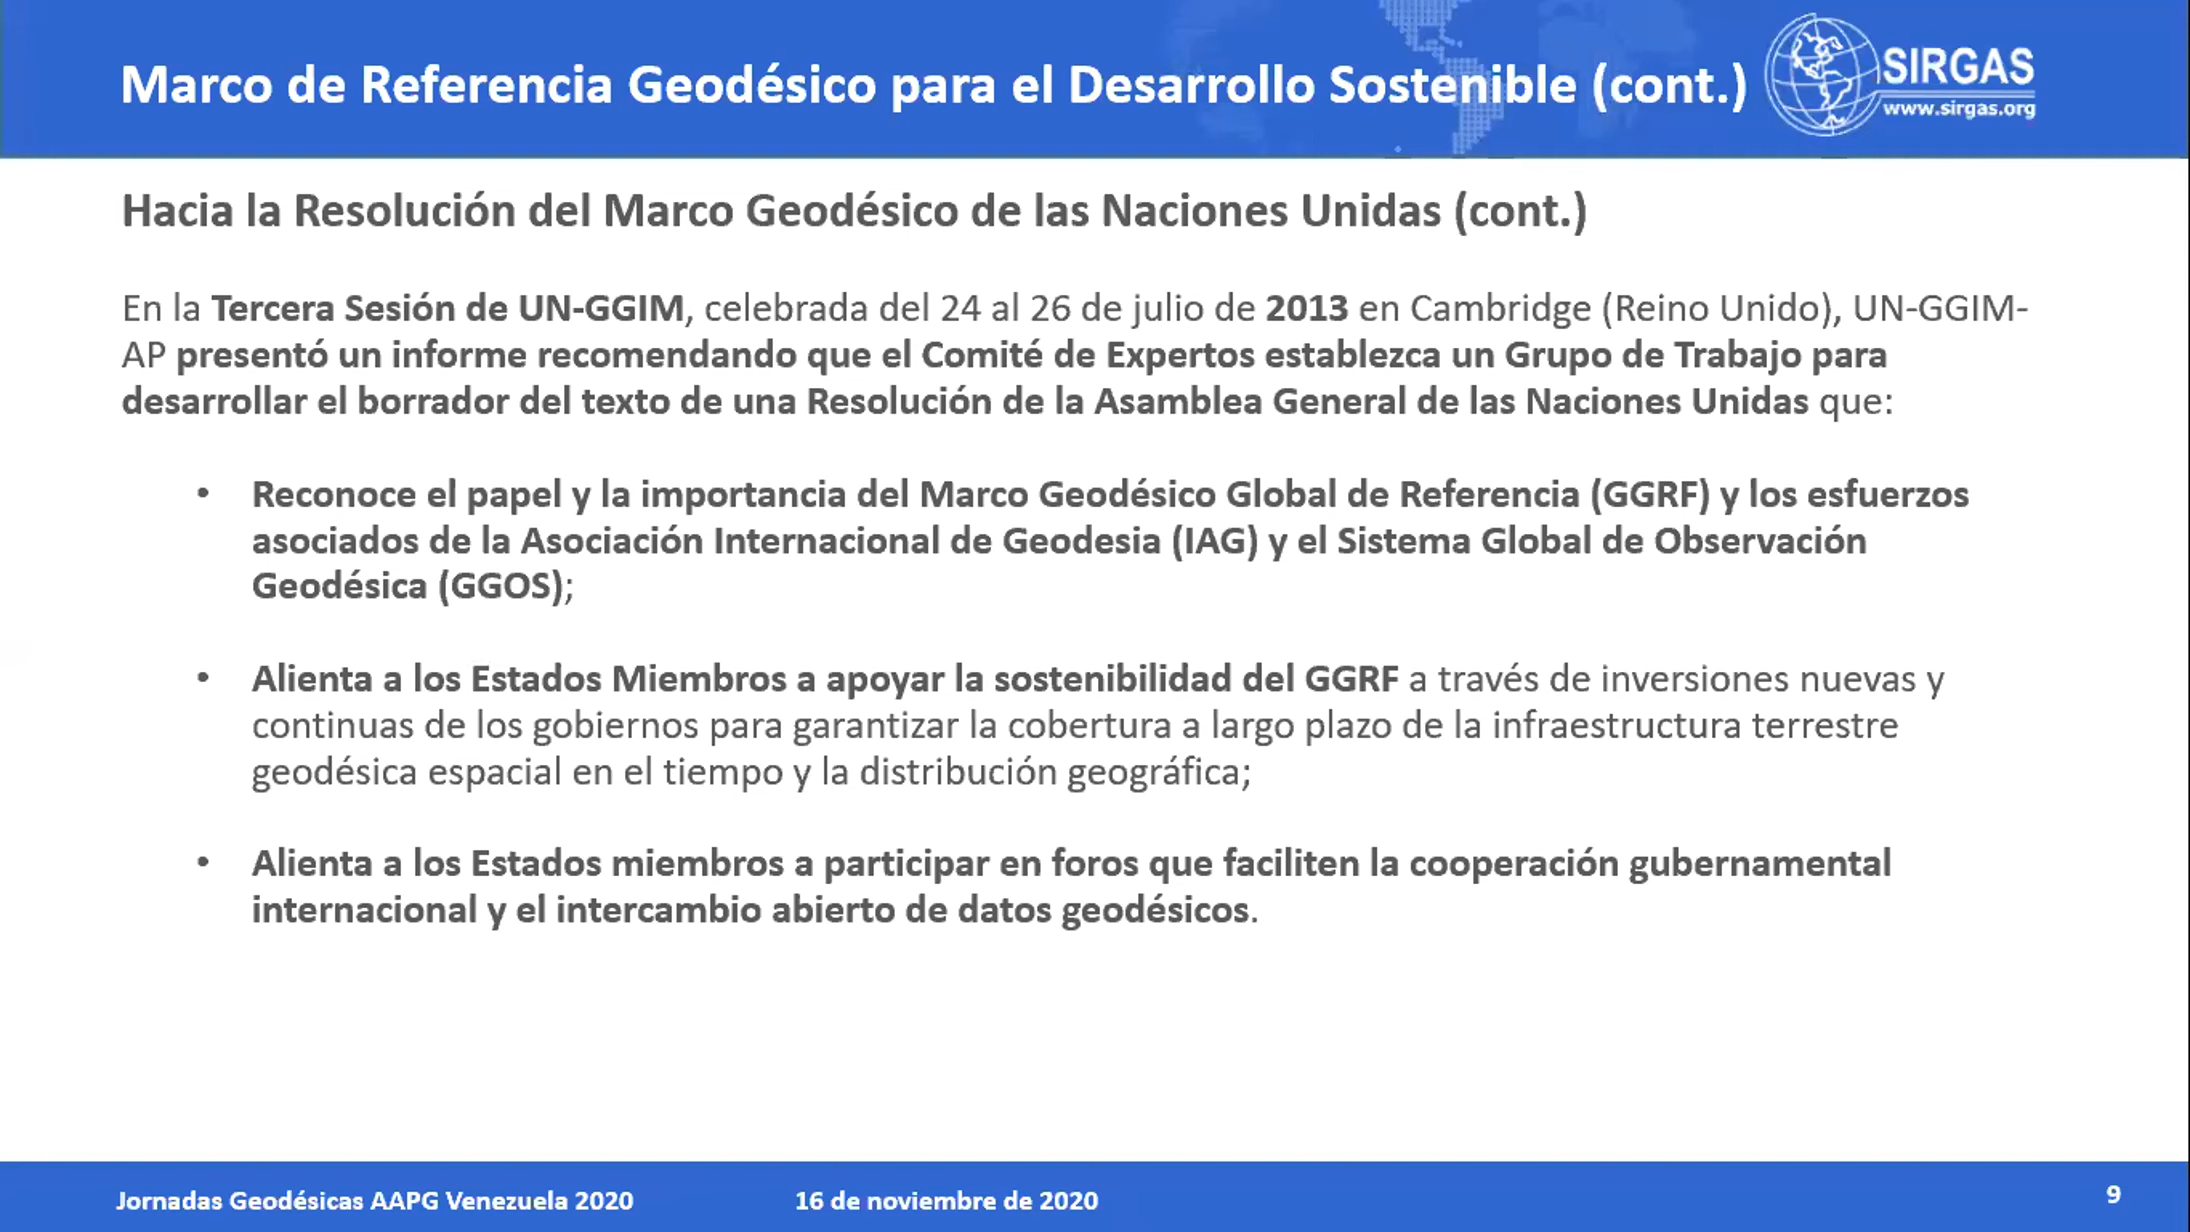 Marco de Referencia Geodésico para el Desarrollo Sostenible (cont.)
SIRGAS
www.sirgas.org
Hacia la Resolución del Marco Geodésico de las Naciones Unidas (cont.)
En la Tercera Sesión de UN-GGIM, celebrada del 24 al 26 de julio de 2013 en Cambridge (Reino Unido), UN-GGIM-
AP presentó un informe recomendando que el Comité de Expertos establezca un Grupo de Trabajo para
desarrollar el borrador del texto de una Resolución de la Asamblea General de las Naciones Unidas que:
• Reconoce el papel y la importancia del Marco Geodésico Global de Referencia (GGRF) y los esfuerzos
asociados de la Asociación Internacional de Geodesia (IAG) y el Sistema Global de Observación
Geodésica (GGOS);
• Alienta a los Estados Miembros a apoyar la sostenibilidad del GGRF a través de inversiones nuevas y
continuas de los gobiernos para garantizar la cobertura a largo plazo de la infraestructura terrestre
geodésica espacial en el tiempo y la distribución geográfica;
• Alienta a los Estados miembros a participar en foros que faciliten la cooperación gubernamental
internacional y el intercambio abierto de datos geodésicos.
Jornadas Geodésicas AAPG Venezuela 2020
16 de noviembre de 2020
9